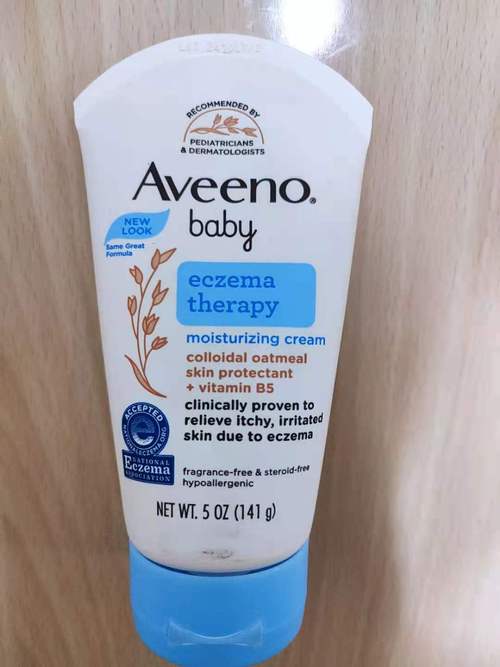 RECOMMENDED BY
PEDIATRICIANS
& DERMATOLOGISTS
Aveeno®
baby
NEW
LOOK
Same Great
Formula
eczema
therapy
moisturizing cream
colloidal oatmeal
skin protectant
+ vitamin B5
clinically proven to
relieve itchy, irritated
skin due to eczema
ACCEPTED
NATIONALECZEMA.ORG
NATIONAL
Eczema
ASSOCIATION
fragrance-free & steroid-free
hypoallergenic
NET WT. 5 OZ (141 g)